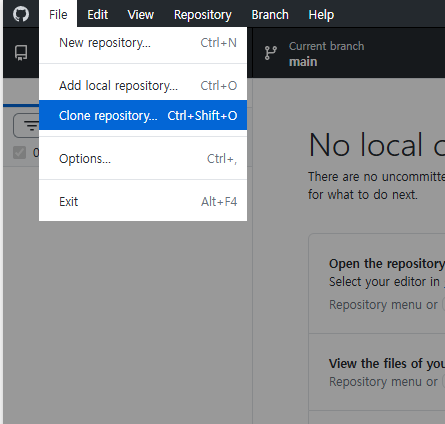 File Edit View Repository Branch Help
New repository... Ctrl+N
Add local repository... Ctrl+O
Clone repository... Ctrl+Shift+O
Options... Ctrl+,
Exit Alt+F4
Current branch
main
0
No local
There are no uncommitte
for what to do next.
Open the repository
Select your editor in
Repository menu or
View the files of you
Repository menu or